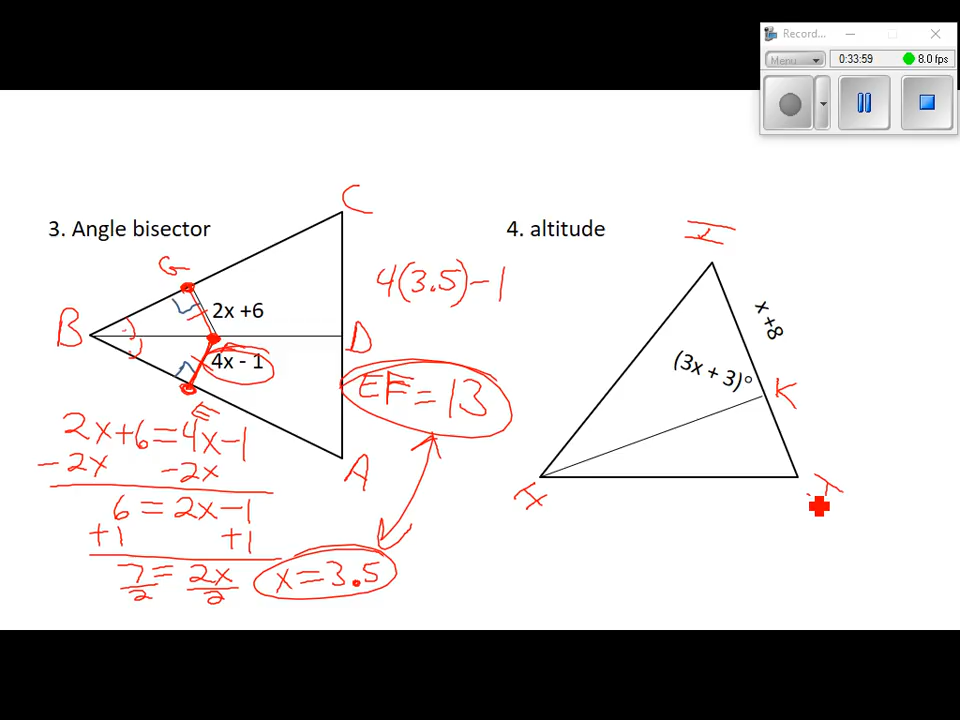 Record...
Menu
0:33:59
8.0 fps
3. Angle bisector
4. altitude
C
G
B
D
A
E
2x +6
4x - 1
4(3.5)-1
EF = 13
2x+6=4x-1
-2x -2x
6 = 2x-1
+1 +1
7 = 2x
2 2
x=3.5
I
x +8
(3x + 3)°
K
H
J